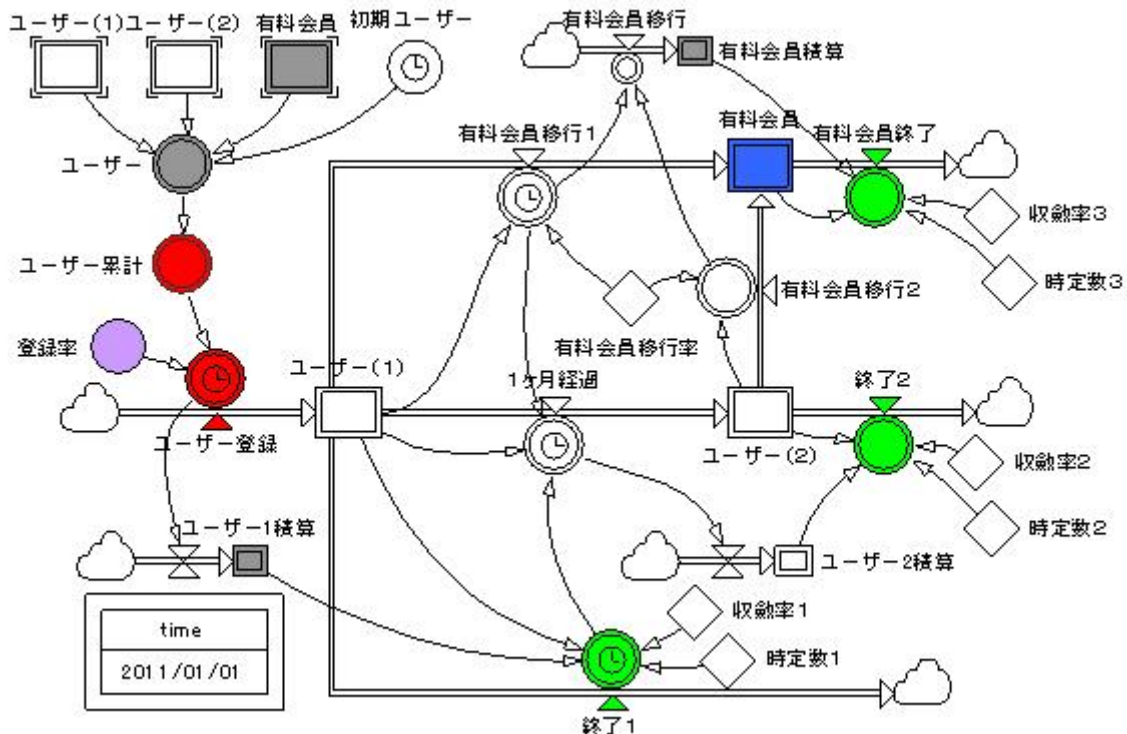 ユーザー(1)
ユーザー(2)
有料会員
初期ユーザー
有料会員移行
有料会員積算
有料会員移行1
有料会員
有料会員終了
ユーザー
収斂率3
ユーザー累計
時定数3
有料会員移行2
登録率
有料会員移行率
ユーザー(1)
1ヶ月経過
終了2
ユーザー登録
ユーザー(2)
収斂率2
時定数2
ユーザー1積算
ユーザー2積算
time
2011/01/01
収斂率1
時定数1
終了1